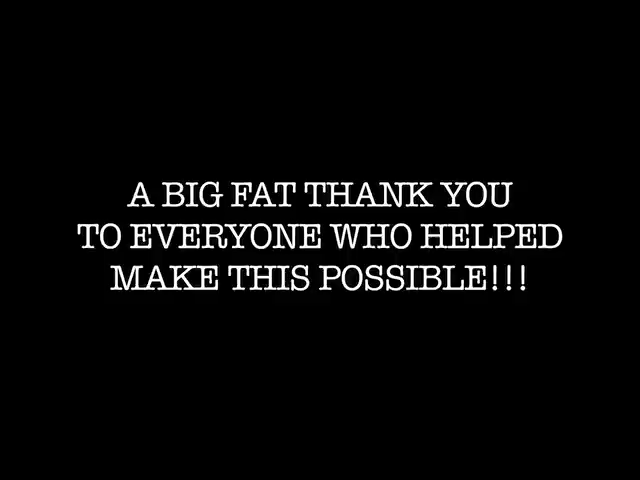 A BIG FAT THANK YOU
TO EVERYONE WHO HELPED
MAKE THIS POSSIBLE!!!